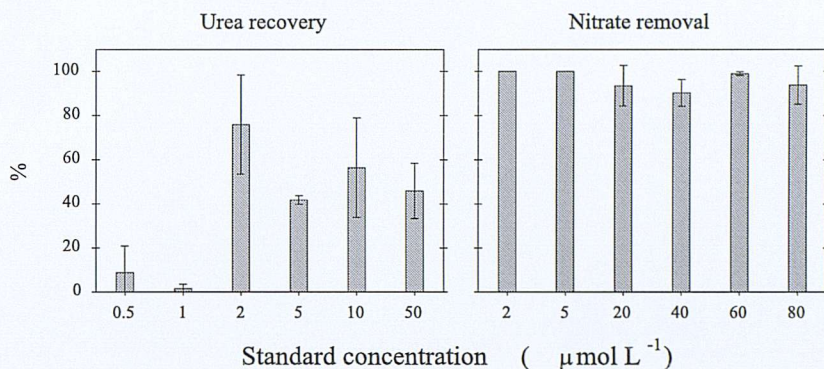 Urea recovery
Nitrate removal
100
80
60
40
20
0
%
0.5 1 2 5 10 50
2 5 20 40 60 80
Standard concentration ( μmol L⁻¹)